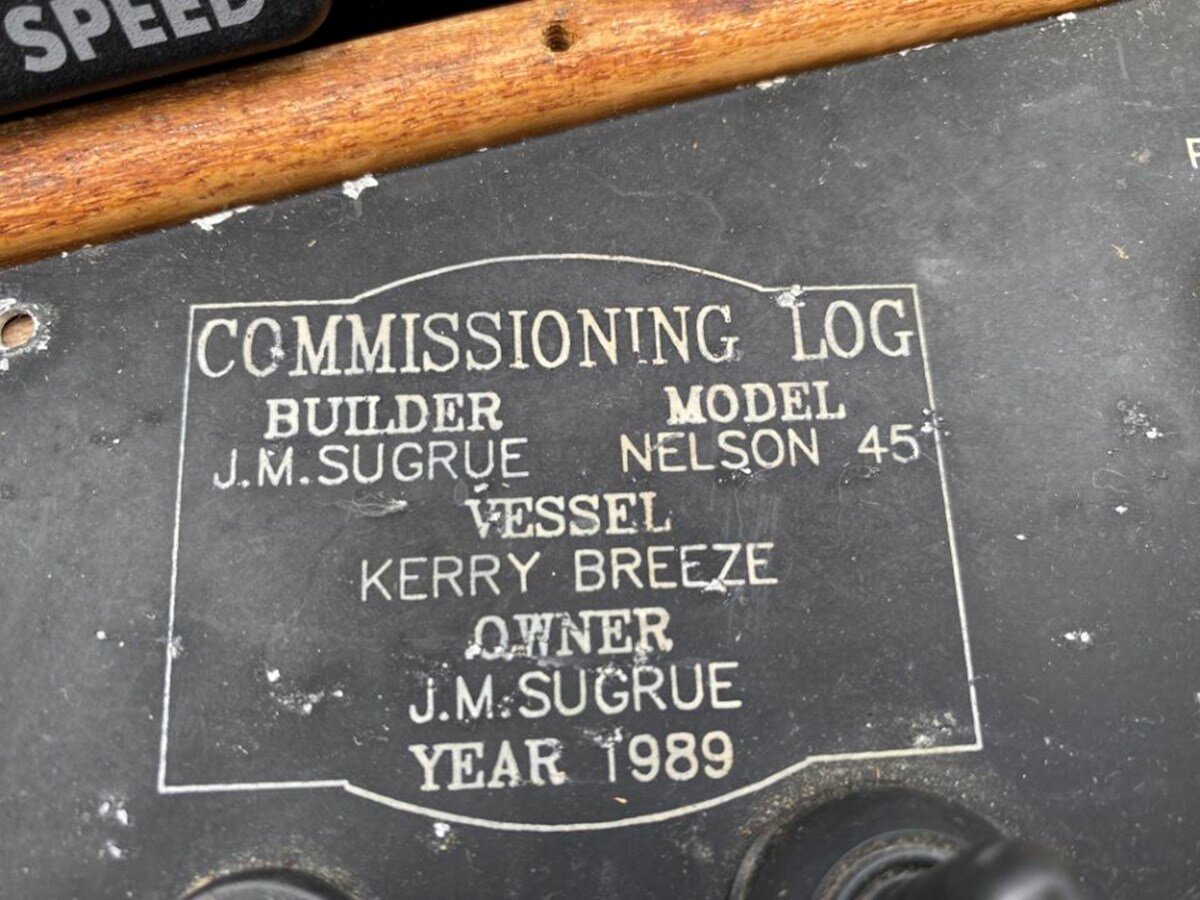 SPEED
COMMISSIONING LOG
BUILDER MODEL
J.M.SUGRUE NELSON 45
VESSEL
KERRY BREEZE
OWNER
J.M.SUGRUE
YEAR 1989